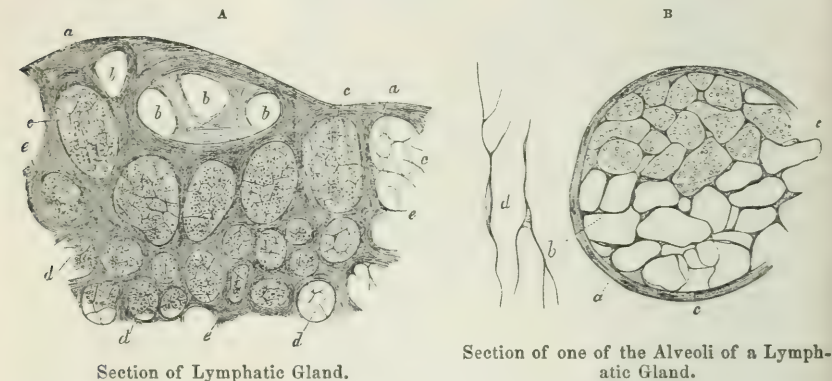 A
B
a
b
b
b
b
c
a
e
e
c
e
d
d
e
d
e
d
b
a
c
Section of Lymphatic Gland.
Section of one of the Alveoli of a Lymph-
atic Gland.